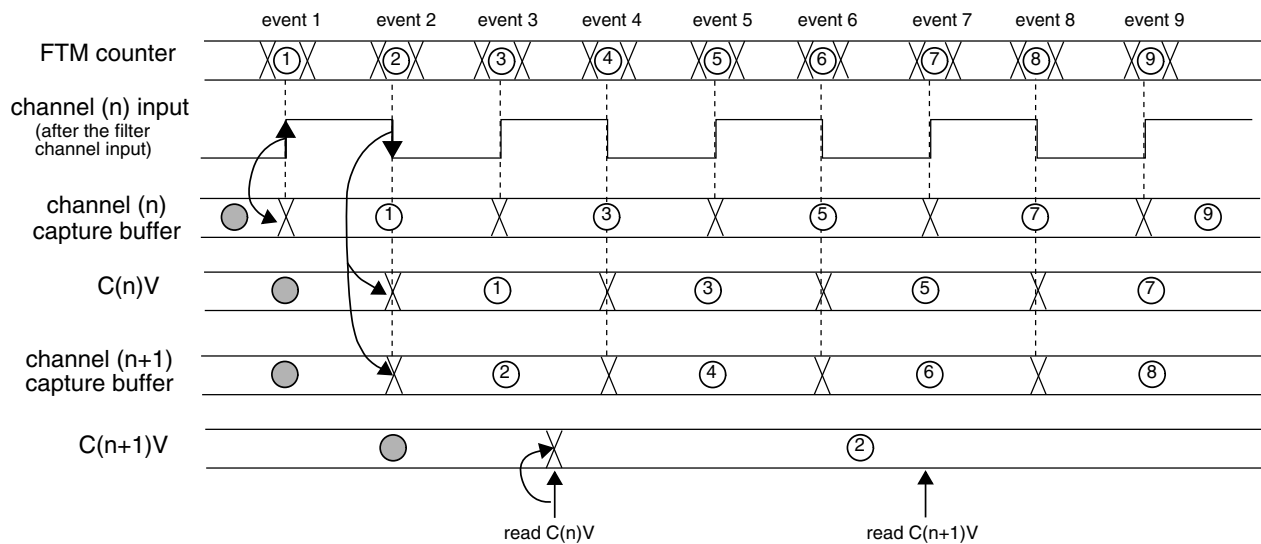 event 1 event 2 event 3 event 4 event 5 event 6 event 7 event 8 event 9
FTM counter
1 2 3 4 5 6 7 8 9
channel (n) input
(after the filter
channel input)
channel (n)
capture buffer
1 3 5 7 9
C(n)V
1 3 5 7
channel (n+1)
capture buffer
2 4 6 8
C(n+1)V
2
read C(n)V read C(n+1)V